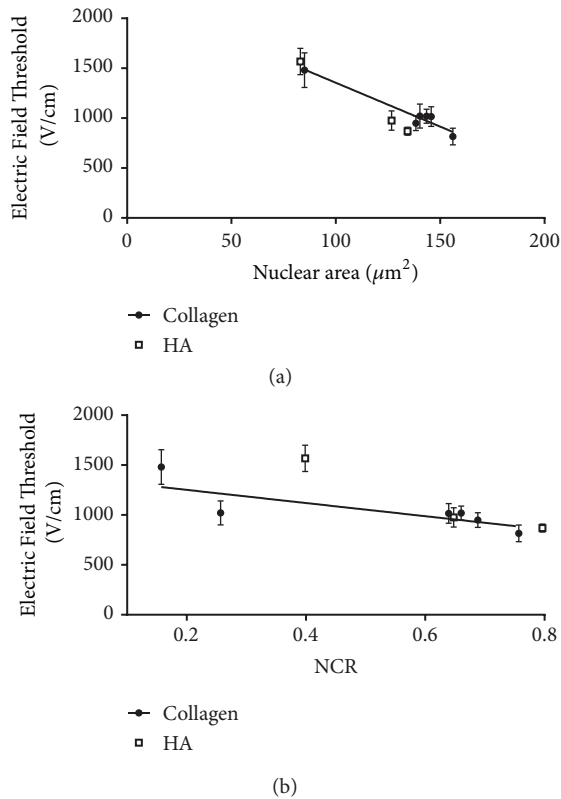 Electric Field Threshold
(V/cm)
2000
1500
1000
500
0
0 50 100 150 200
Nuclear area (μm²)
Collagen
HA
(a)
Electric Field Threshold
(V/cm)
2000
1500
1000
500
0
0.2 0.4 0.6 0.8
NCR
Collagen
HA
(b)